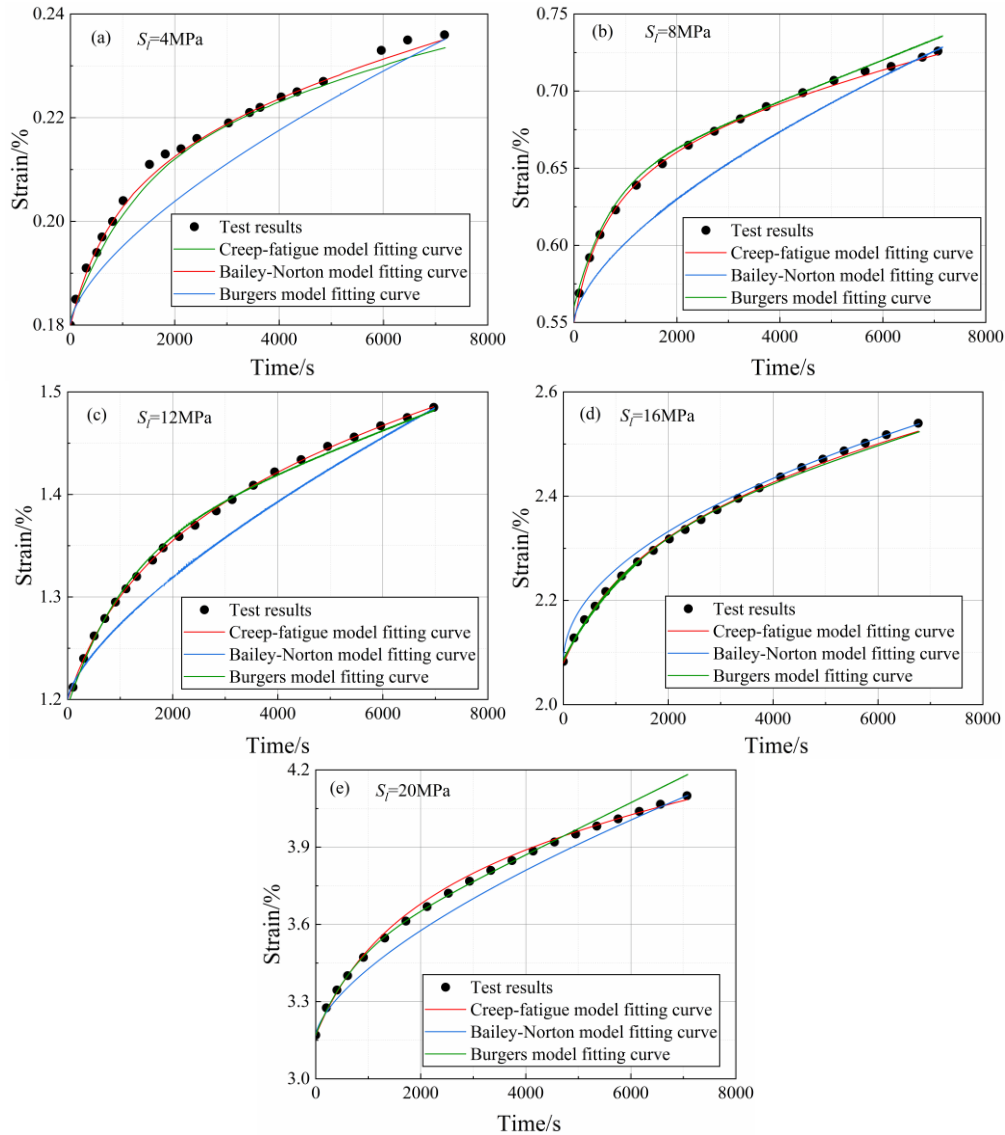 (a) S_l=4MPa
0.24
0.22
0.20
0.18
Strain/%
0 2000 4000 6000 8000
Time/s
Test results
Creep-fatigue model fitting curve
Bailey-Norton model fitting curve
Burgers model fitting curve
(b) S_l=8MPa
0.75
0.70
0.65
0.60
0.55
Strain/%
0 2000 4000 6000 8000
Time/s
Test results
Creep-fatigue model fitting curve
Bailey-Norton model fitting curve
Burgers model fitting curve
(c) S_l=12MPa
1.5
1.4
1.3
1.2
Strain/%
0 2000 4000 6000 8000
Time/s
Test results
Creep-fatigue model fitting curve
Bailey-Norton model fitting curve
Burgers model fitting curve
(d) S_l=16MPa
2.6
2.4
2.2
2.0
Strain/%
0 2000 4000 6000 8000
Time/s
Test results
Creep-fatigue model fitting curve
Bailey-Norton model fitting curve
Burgers model fitting curve
(e) S_l=20MPa
4.2
3.9
3.6
3.3
3.0
Strain/%
0 2000 4000 6000 8000
Time/s
Test results
Creep-fatigue model fitting curve
Bailey-Norton model fitting curve
Burgers model fitting curve